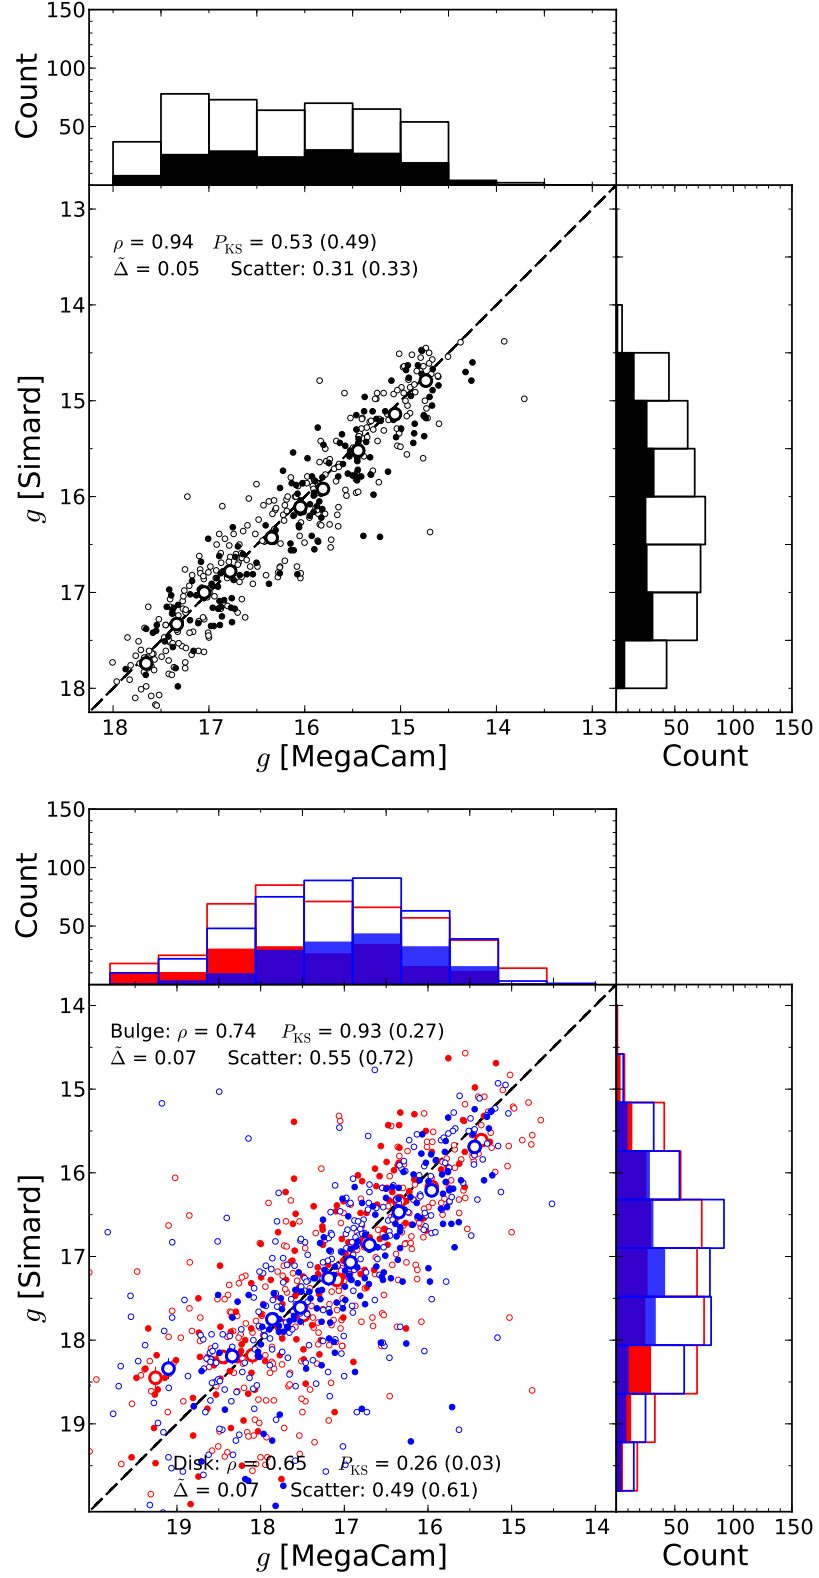 150
100
50
Count
13
14
15
16
17
18
g [Simard]
ρ = 0.94 P_KS = 0.53 (0.49)
Δ̃ = 0.05 Scatter: 0.31 (0.33)
18 17 16 15 14 13
g [MegaCam]
50 100 150
Count
150
100
50
Count
14
15
16
17
18
19
g [Simard]
Bulge: ρ = 0.74 P_KS = 0.93 (0.27)
Δ̃ = 0.07 Scatter: 0.55 (0.72)
Disk: ρ = 0.65 P_KS = 0.26 (0.03)
Δ̃ = 0.07 Scatter: 0.49 (0.61)
19 18 17 16 15 14
g [MegaCam]
50 100 150
Count